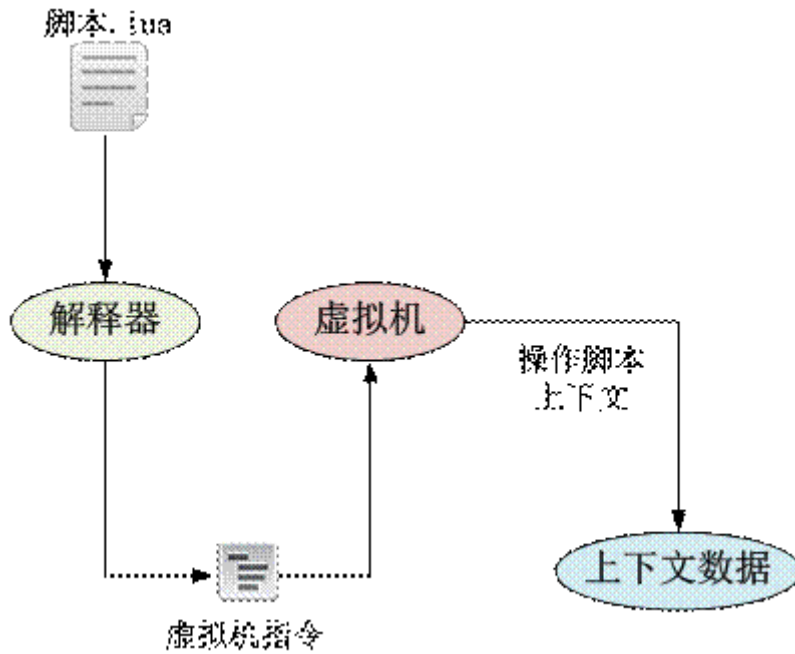 脚本.lua
解释器
虚拟机
操作脚本
上下文
上下文数据
虚拟机指令